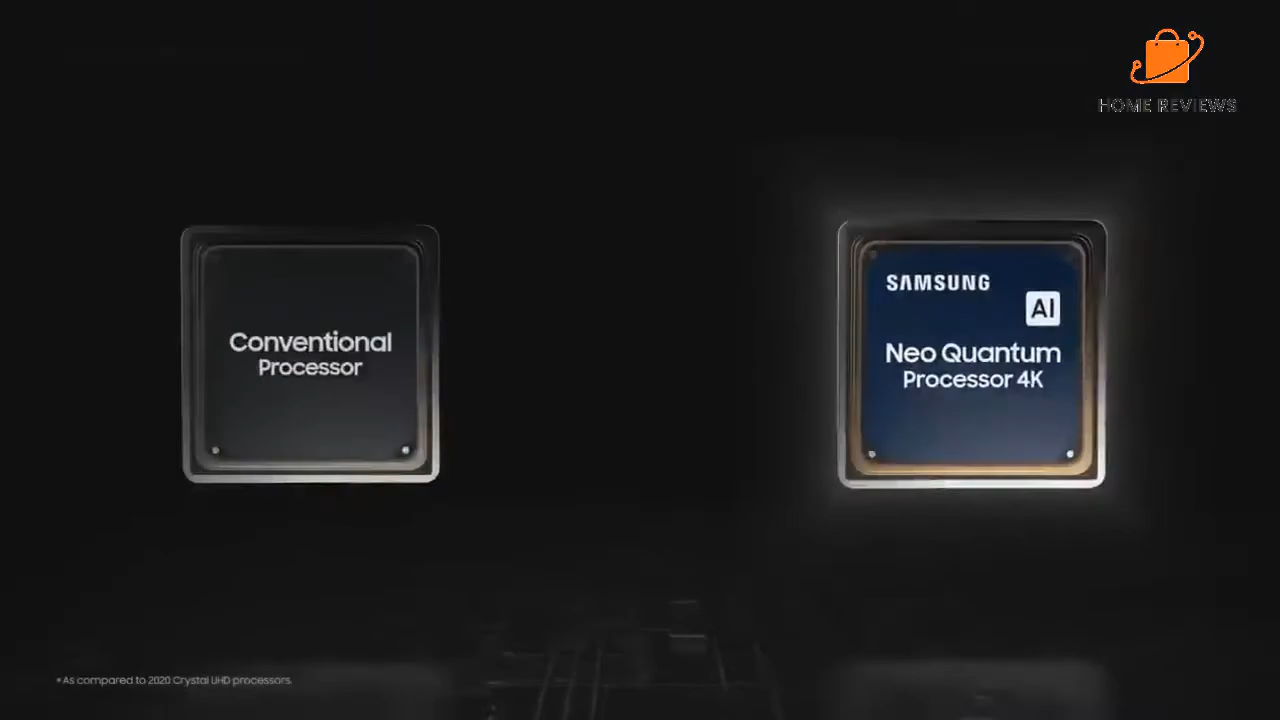 HOME REVIEWS
Conventional
Processor
SAMSUNG
AI
Neo Quantum
Processor 4K
*As compared to 2020 Crystal UHD processors.